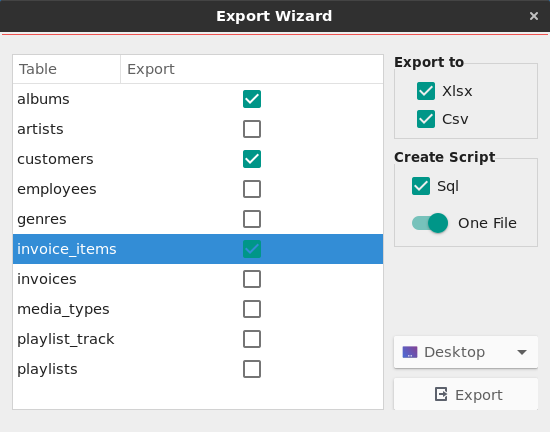 Export Wizard
Table Export
albums
artists
customers
employees
genres
invoice_items
invoices
media_types
playlist_track
playlists
Export to
Xlsx
Csv
Create Script
Sql
One File
Desktop
Export